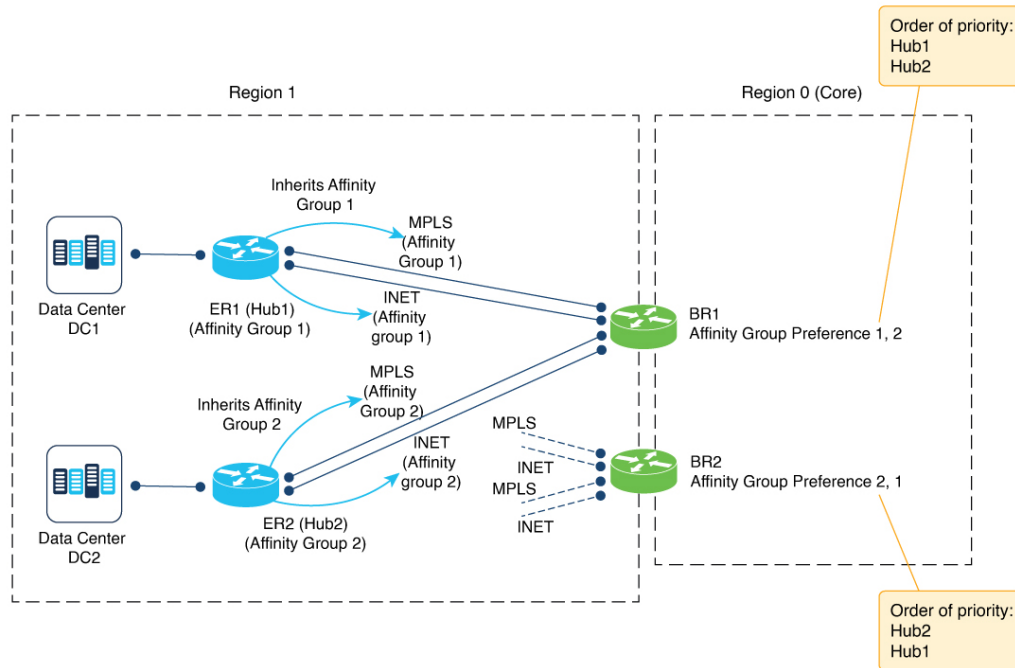 Order of priority:
Hub1
Hub2
Region 1
Region 0 (Core)
Inherits Affinity
Group 1
MPLS
(Affinity
Group 1)
Data Center
DC1
ER1 (Hub1)
(Affinity Group 1)
INET
(Affinity
group 1)
BR1
Affinity Group Preference 1, 2
Inherits Affinity
Group 2
MPLS
(Affinity
Group 2)
INET
(Affinity
group 2)
MPLS
INET
MPLS
INET
BR2
Affinity Group Preference 2, 1
Data Center
DC2
ER2 (Hub2)
(Affinity Group 2)
Order of priority:
Hub2
Hub1